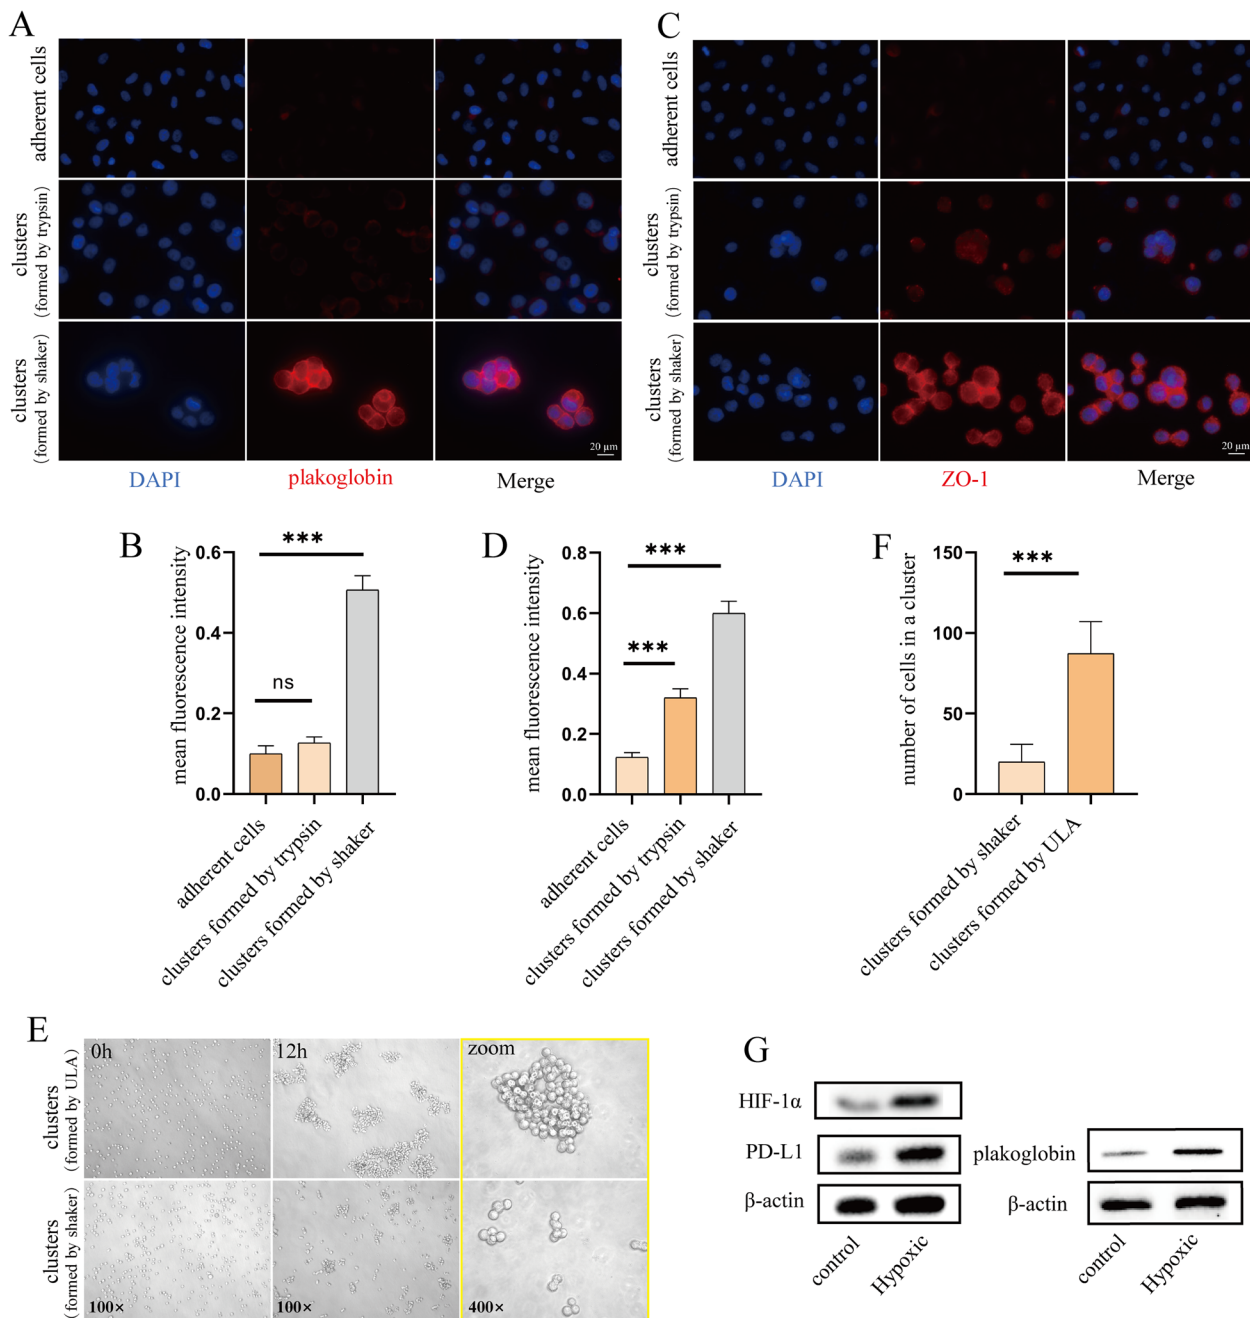 A
adherent cells
clusters
(formed by trypsin)
clusters
(formed by shaker)
20 μm
DAPI
plakoglobin
Merge
C
adherent cells
clusters
(formed by trypsin)
clusters
(formed by shaker)
20 μm
DAPI
ZO-1
Merge
B
mean fluorescence intensity
0.6
0.4
0.2
0.0
***
ns
adherent cells
clusters formed by trypsin
clusters formed by shaker
D
mean fluorescence intensity
0.8
0.6
0.4
0.2
0.0
***
***
adherent cells
clusters formed by trypsin
clusters formed by shaker
F
number of cells in a cluster
150
100
50
0
***
clusters formed by shaker
clusters formed by ULA
E
clusters
(formed by ULA)
0h
12h
zoom
clusters
(formed by shaker)
100×
100×
400×
G
HIF-1α
PD-L1
β-actin
control
Hypoxic
plakoglobin
β-actin
control
Hypoxic